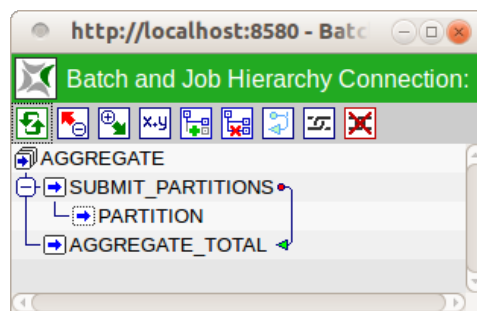 http://localhost:8580 - Batc
Batch and Job Hierarchy Connection:
x+y
AGGREGATE
SUBMIT_PARTITIONS
PARTITION
AGGREGATE_TOTAL